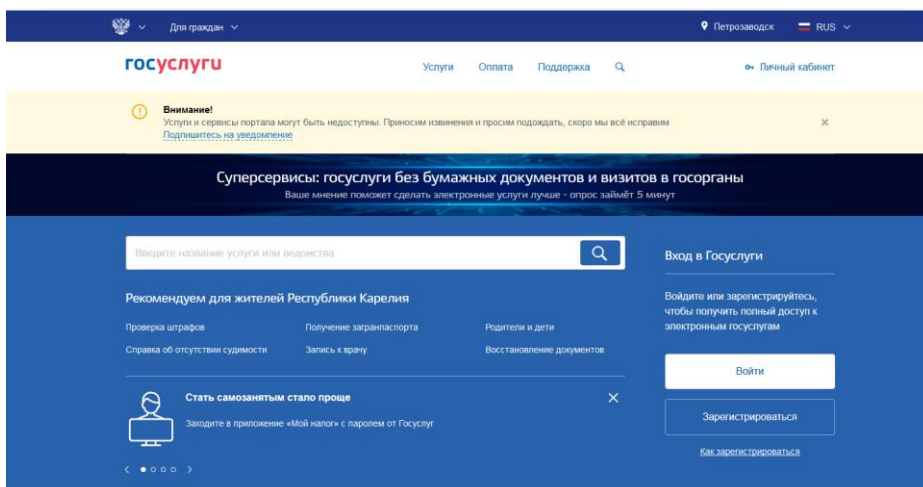 Для граждан
Петрозаводск RUS
госуслуги
Услуги Оплата Поддержка
Личный кабинет
Внимание!
Услуги и сервисы портала могут быть недоступны. Приносим извинения и просим подождать, скоро мы всё исправим
Подпишитесь на уведомление
Суперсервисы: госуслуги без бумажных документов и визитов в госорганы
Ваше мнение поможет сделать электронные услуги лучше - опрос займёт 5 минут
Введите название услуги или ведомства
Рекомендуем для жителей Республики Карелия
Проверка штрафов Получение загранпаспорта Родители и дети
Справка об отсутствии судимости Запись к врачу Восстановление документов
Стать самозанятым стало проще
Заходите в приложение «Мой налог» с паролем от Госуслуг
Вход в Госуслуги
Войдите или зарегистрируйтесь,
чтобы получить полный доступ к
электронным госуслугам
Войти
Зарегистрироваться
Как зарегистрироваться